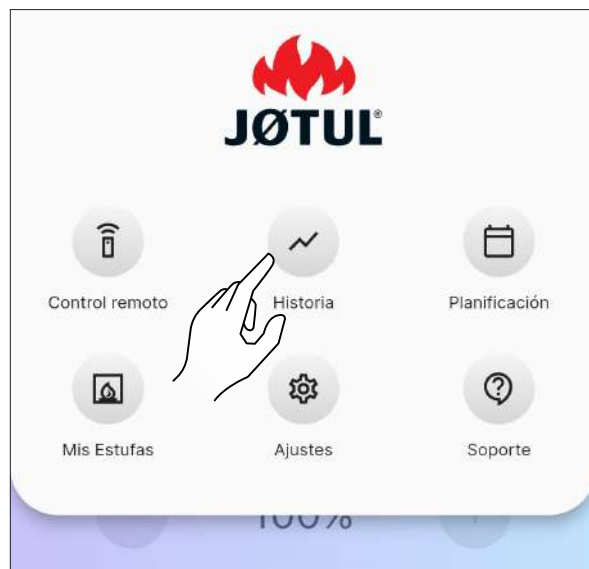 JØTUL®
Control remoto
Historia
Planificación
Mis Estufas
Ajustes
Soporte
100%